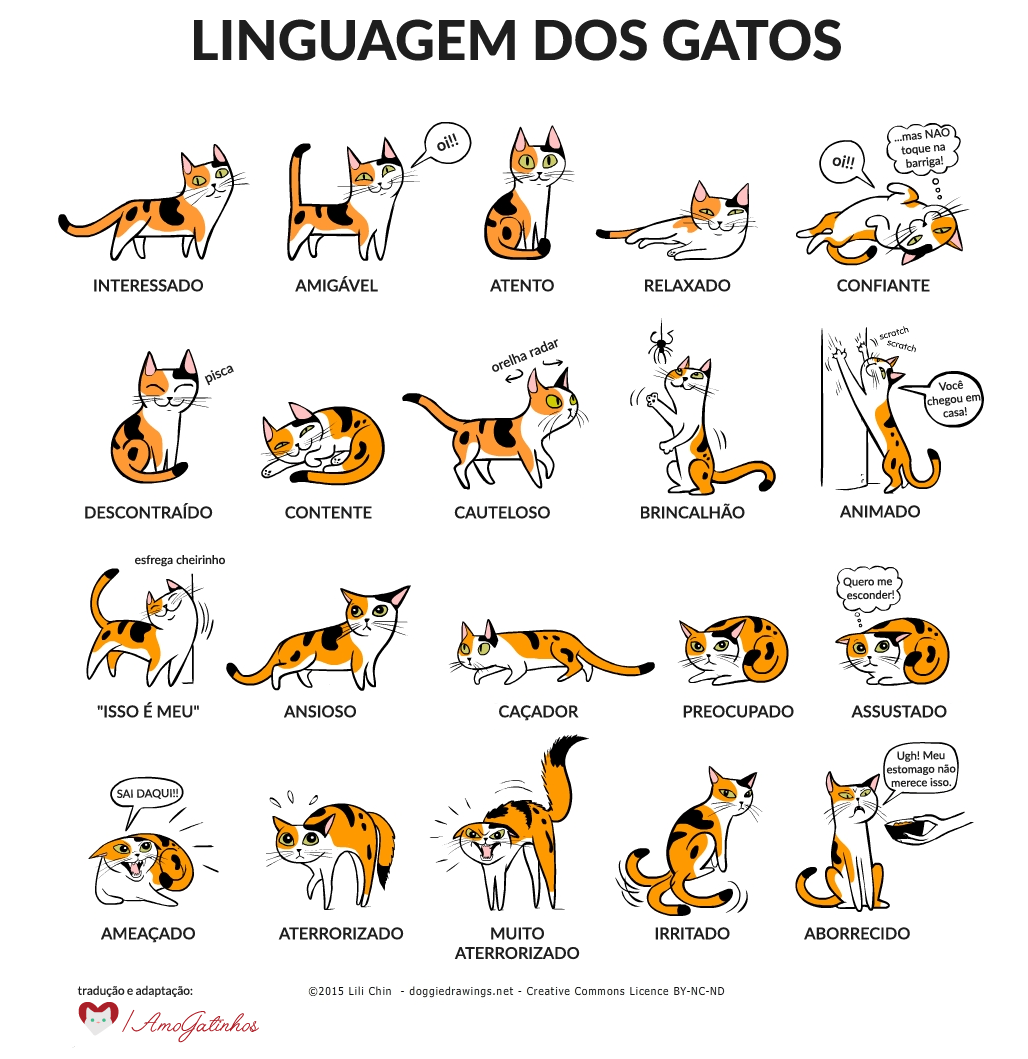 LINGUAGEM DOS GATOS
oi!!
oi!!
...mas NAO
toque na
barriga!
INTERESSADO
AMIGÁVEL
ATENTO
RELAXADO
CONFIANTE
pisca
orelha radar
scratch
scratch
Você
chegou em
casa!
DESCONTRAÍDO
CONTENTE
CAUTELOSO
BRINCALHÃO
ANIMADO
esfrega cheirinho
Quero me
esconder!
"ISSO É MEU"
ANSIOSO
CAÇADOR
PREOCUPADO
ASSUSTADO
SAI DAQUI!!
Ugh! Meu
estomago não
merece isso.
AMEAÇADO
ATERRORIZADO
MUITO
ATERRORIZADO
IRRITADO
ABORRECIDO
tradução e adaptação:
/AmoGatinhos
©2015 Lili Chin - doggiedrawings.net - Creative Commons Licence BY-NC-ND